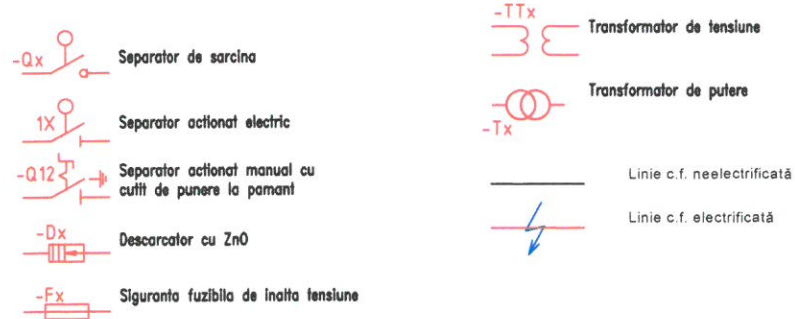 -Qx Separator de sarcina
1X Separator actionat electric
-Q12 Separator actionat manual cu
cutit de punere la pamant
-Dx Descarcator cu ZnO
-Fx Siguranta fuzibila de inalta tensiune
-TTx Transformator de tensiune
Transformator de putere
-Tx
Linie c.f. neelectrificată
Linie c.f. electrificată